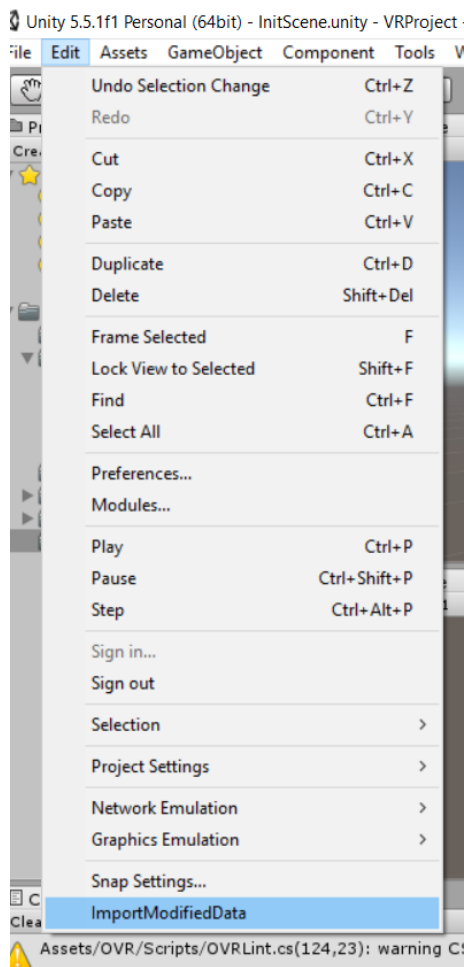 Unity 5.5.1f1 Personal (64bit) - InitScene.unity - VRProject -
File Edit Assets GameObject Component Tools
Undo Selection Change Ctrl+Z
Redo Ctrl+Y
Cut Ctrl+X
Copy Ctrl+C
Paste Ctrl+V
Duplicate Ctrl+D
Delete Shift+Del
Frame Selected F
Lock View to Selected Shift+F
Find Ctrl+F
Select All Ctrl+A
Preferences...
Modules...
Play Ctrl+P
Pause Ctrl+Shift+P
Step Ctrl+Alt+P
Sign in...
Sign out
Selection
Project Settings
Network Emulation
Graphics Emulation
Snap Settings...
ImportModifiedData
Clea
Assets/OVR/Scripts/OVRLint.cs(124,23): warning CS